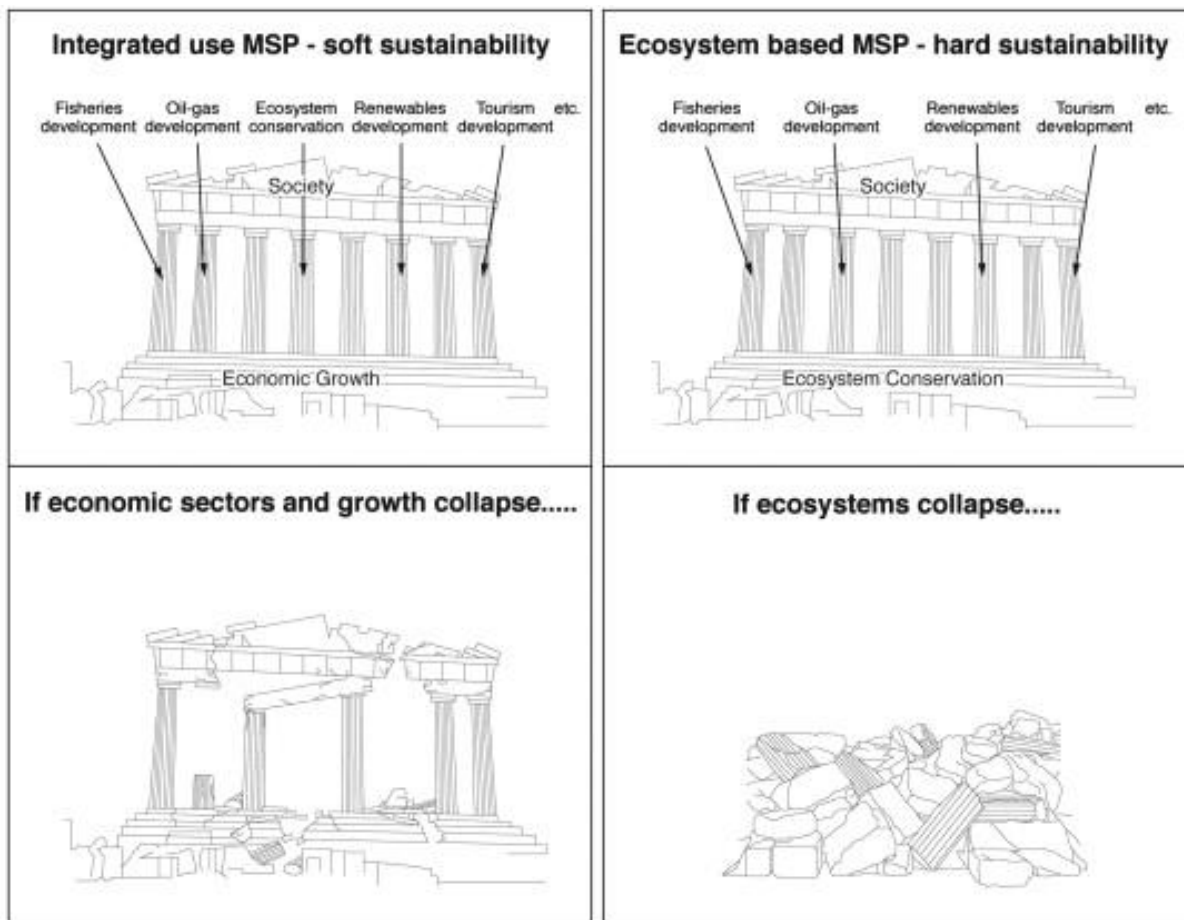 Integrated use MSP - soft sustainability
Fisheries development
Oil-gas development
Ecosystem conservation
Renewables development
Tourism development
etc.
Society
Economic Growth
Ecosystem based MSP - hard sustainability
Fisheries development
Oil-gas development
Renewables development
Tourism development
etc.
Society
Ecosystem Conservation
If economic sectors and growth collapse.....
If ecosystems collapse.....